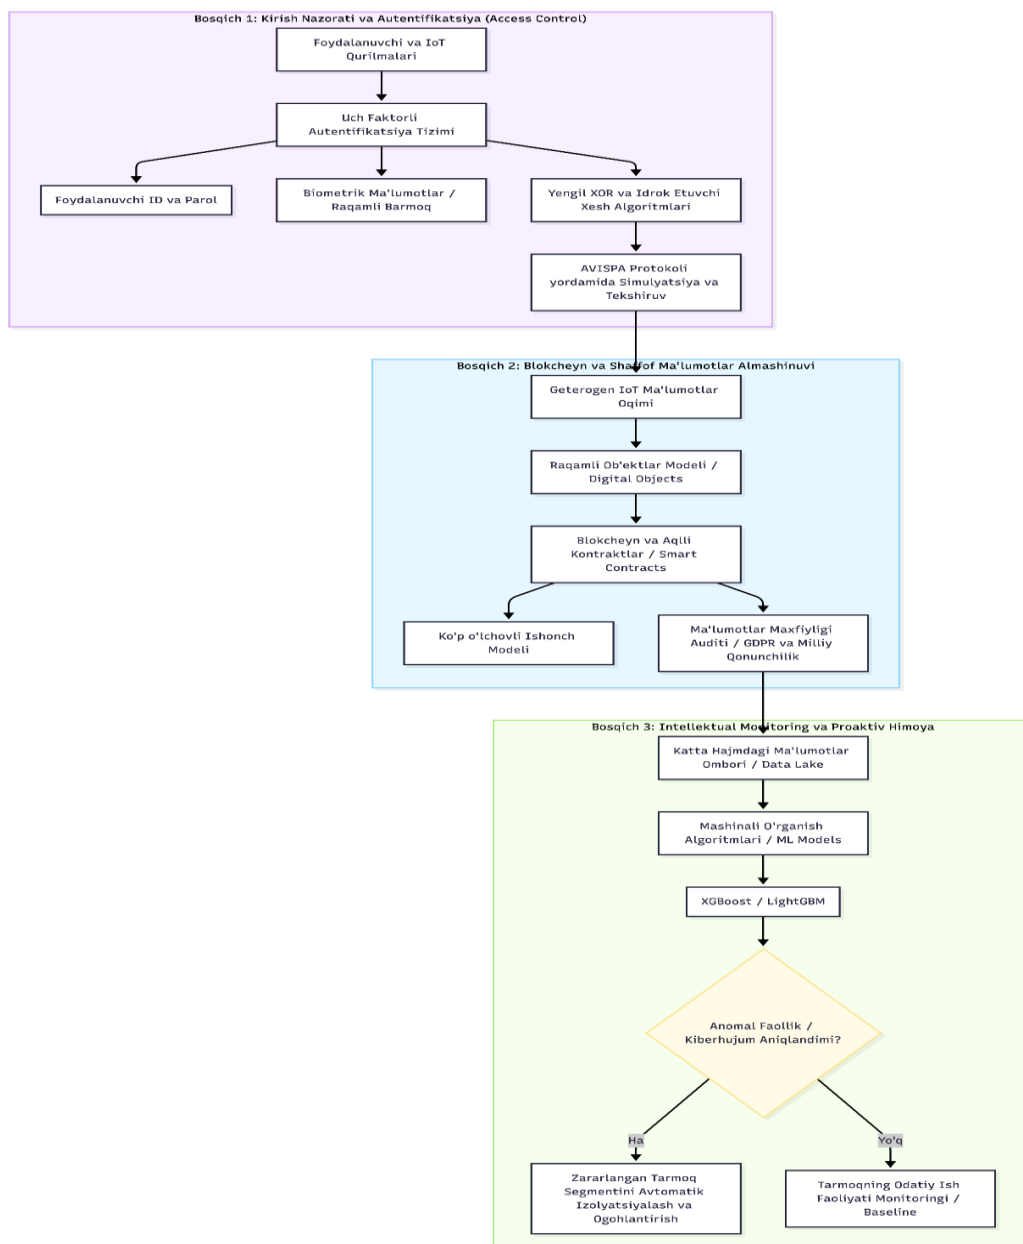 Bosqich 1: Kirish Nazorati va Autentifikatsiya (Access Control)
Foydalanuvchi va IoT
Qurilmalari
Uch Faktorli
Autentifikatsiya Tizimi
Foydalanuvchi ID va Parol
Biometrik Ma'lumotlar /
Raqamli Barmoq
Yengil XOR va Idrok Etuvchi
Xesh Algoritmlari
AVISPA Protokoli
yordamida Simulyatsiya va
Tekshiruv
Bosqich 2: Blokcheyn va Shaffof Ma'lumotlar Almashinuvi
Geterogen IoT Ma'lumotlar
Oqimi
Raqamli Ob'ektlar Modeli /
Digital Objects
Blokcheyn va Aqlli
Kontraktlar / Smart
Contracts
Ko'p o'lchovli Ishonch
Modeli
Ma'lumotlar Maxfiyligi
Auditi / GDPR va Milliy
Qonunchilik
Bosqich 3: Intellektual Monitoring va Proaktiv Himoya
Katta Hajmdagi Ma'lumotlar
Ombori / Data Lake
Mashinali O'rganish
Algoritmlari / ML Models
XGBoost / LightGBM
Anomal Faollik /
Kiberhujum Aniqlandimi?
Ha
Yo'q
Zararlangan Tarmoq
Segmentini Avtomatik
Izolyatsiyalash va
Ogohlantirish
Tarmoqning Odatiy Ish
Faoliyati Monitoringi /
Baseline